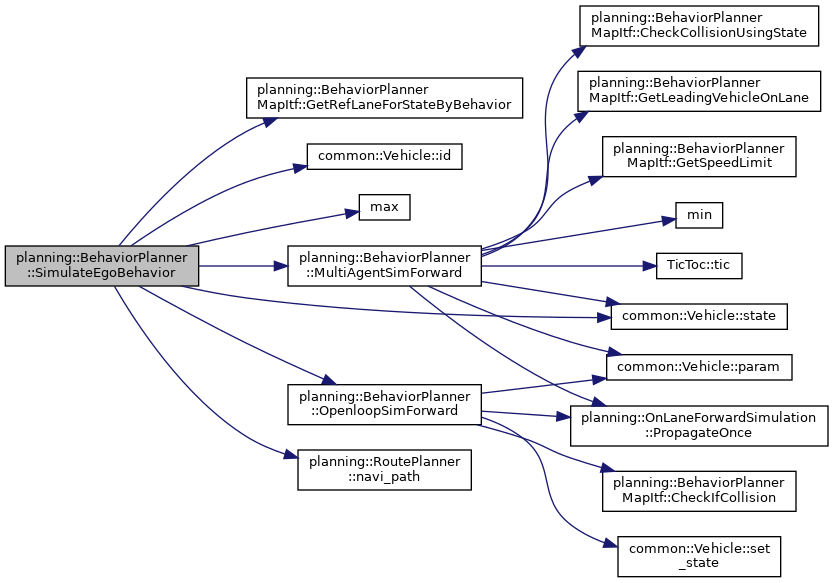 planning::BehaviorPlanner
::SimulateEgoBehavior
planning::BehaviorPlanner
MapItf::GetRefLaneForStateByBehavior
common::Vehicle::id
max
planning::BehaviorPlanner
::MultiAgentSimForward
planning::BehaviorPlanner
::OpenloopSimForward
planning::RoutePlanner
::navi_path
planning::BehaviorPlanner
MapItf::CheckCollisionUsingState
planning::BehaviorPlanner
MapItf::GetLeadingVehicleOnLane
planning::BehaviorPlanner
MapItf::GetSpeedLimit
min
TicToc::tic
common::Vehicle::state
common::Vehicle::param
planning::OnLaneForwardSimulation
::PropagateOnce
planning::BehaviorPlanner
MapItf::CheckIfCollision
common::Vehicle::set
_state